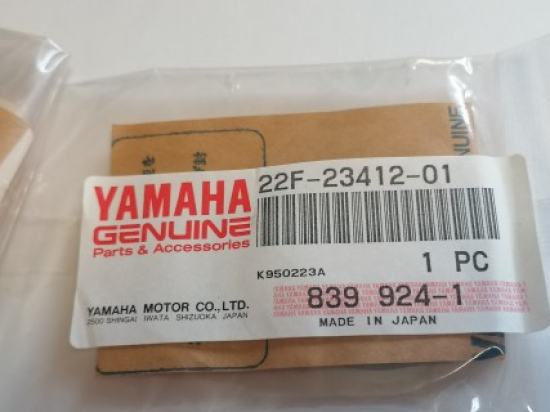 YAMAHA
GENUINE
Parts & Accessories
22F-23412-01
K950223A
1 PC
839 924-1
YAMAHA MOTOR CO.,LTD.
2500 SHINGAI IWATA SHIZUOKA JAPAN
MADE IN JAPAN
GENUINE